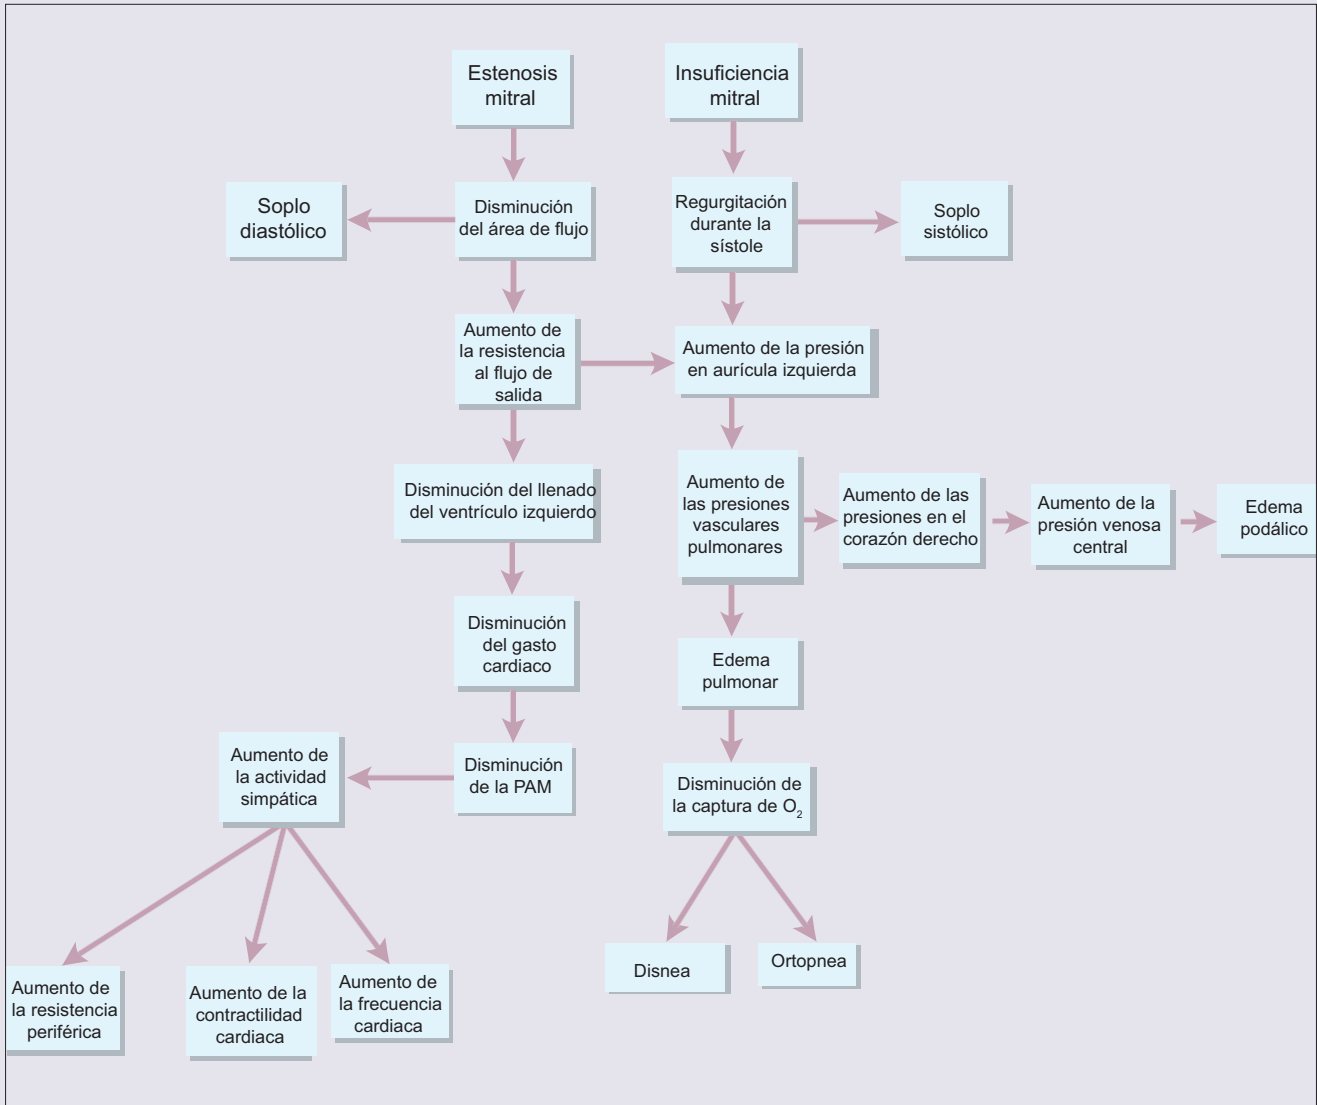 Estenosis
mitral
Insuficiencia
mitral
Soplo
diastólico
Disminución
del área de flujo
Regurgitación
durante la
sístole
Soplo
sistólico
Aumento de
la resistencia
al flujo de
salida
Aumento de la presión
en aurícula izquierda
Disminución del llenado
del ventrículo izquierdo
Aumento de
las presiones
vasculares
pulmonares
Aumento de las
presiones en el
corazón derecho
Aumento de la
presión venosa
central
Edema
podálico
Disminución
del gasto
cardiaco
Edema
pulmonar
Aumento de
la actividad
simpática
Disminución
de la PAM
Disminución de
la captura de O₂
Aumento de
la resistencia
periférica
Aumento de la
contractilidad
cardiaca
Aumento de
la frecuencia
cardiaca
Disnea
Ortopnea